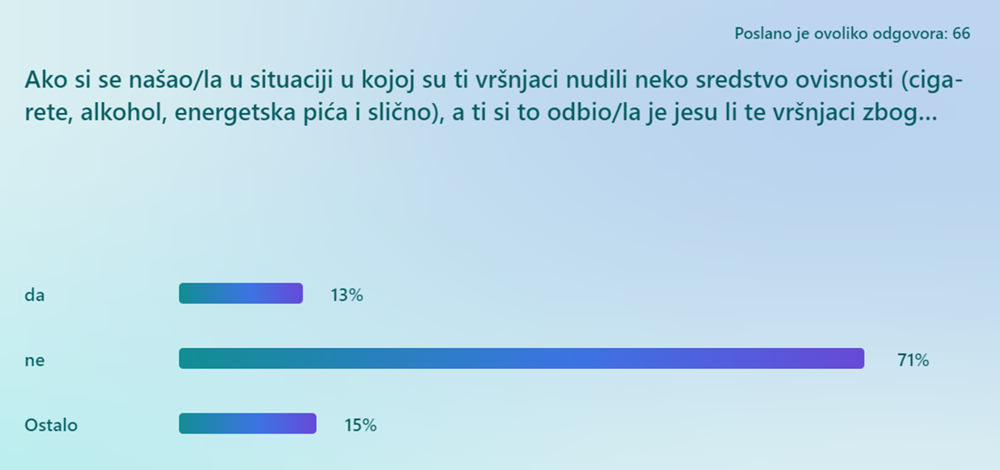 Poslano je ovoliko odgovora: 66
Ako si se našao/la u situaciji u kojoj su ti vršnjaci nudili neko sredstvo ovisnosti (ciga-
rete, alkohol, energetska pića i slično), a ti si to odbio/la je jesu li te vršnjaci zbog...
da 13%
ne 71%
Ostalo 15%